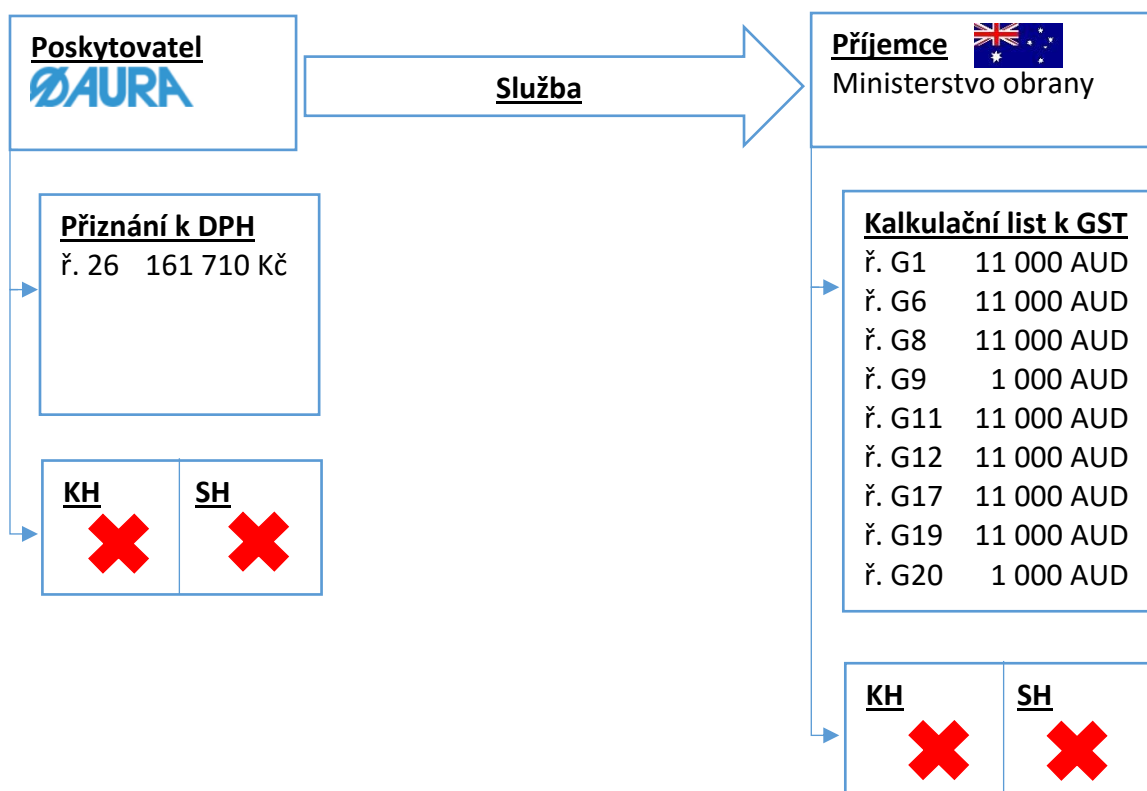 Poskytovatel
AURA
Služba
Příjemce
Ministerstvo obrany
Přiznání k DPH
ř. 26 161 710 Kč
KH SH
Kalkulační list k GST
ř. G1 11 000 AUD
ř. G6 11 000 AUD
ř. G8 11 000 AUD
ř. G9 1 000 AUD
ř. G11 11 000 AUD
ř. G12 11 000 AUD
ř. G17 11 000 AUD
ř. G19 11 000 AUD
ř. G20 1 000 AUD
KH SH